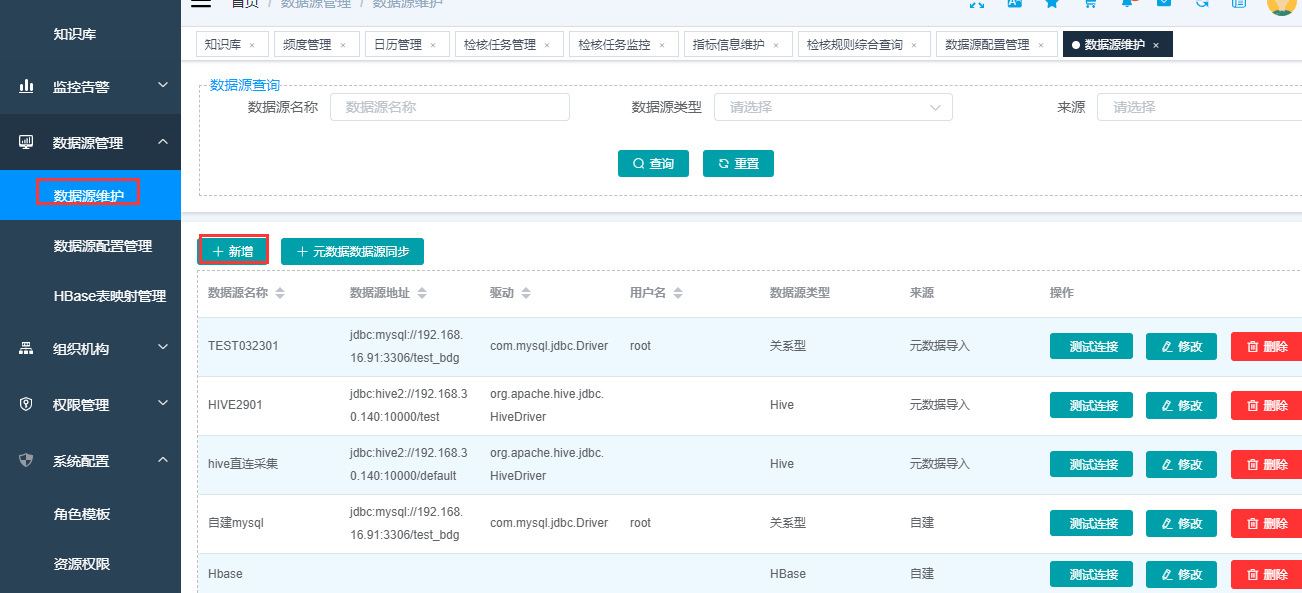 首页 / 数据源管理 / 数据源维护
知识库
监控告警
数据源管理
数据源维护
数据源配置管理
HBase表映射管理
组织机构
权限管理
系统配置
角色模板
资源权限
知识库 × 频度管理 × 日历管理 × 检核任务管理 × 检核任务监控 × 指标信息维护 × 检核规则综合查询 × 数据源配置管理 × 数据源维护 ×
数据源查询
数据源名称 数据源名称 数据源类型 请选择 来源 请选择
查询 重置
新增 元数据数据源同步
数据源名称 数据源地址 驱动 用户名 数据源类型 来源 操作
TEST032301 jdbc:mysql://192.168.16.91:3306/test_bdg com.mysql.jdbc.Driver root 关系型 元数据导入 测试连接 修改 删除
HIVE2901 jdbc:hive2://192.168.30.140:10000/test org.apache.hive.jdbc.HiveDriver Hive 元数据导入 测试连接 修改 删除
hive直连采集 jdbc:hive2://192.168.30.140:10000/default org.apache.hive.jdbc.HiveDriver Hive 元数据导入 测试连接 修改 删除
自建mysql jdbc:mysql://192.168.16.91:3306/test_bdg com.mysql.jdbc.Driver root 关系型 自建 测试连接 修改 删除
Hbase HBase 自建 测试连接 修改 删除